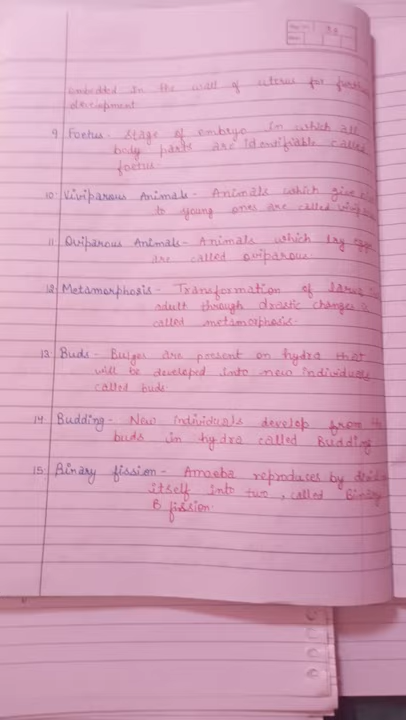 embedded in the wall of uterus for
development
9 Foetus - Stage of embryo in which all
body parts are identifiable called
foetus
10 Viviparous Animals - Animals which give
to young ones are called
11 Oviparous Animals - Animals which lay eggs
are called oviparous
12 Metamorphosis - Transformation of larva
adult through drastic changes is
called metamorphosis
13 Buds - Bulges are present on hydra that
will be developed into new individuals
called buds
14 Budding - New individuals develop from the
buds in hydra called Budding
15 Binary fission - Amoeba reproduces by
itself into two, called Binary
B fission